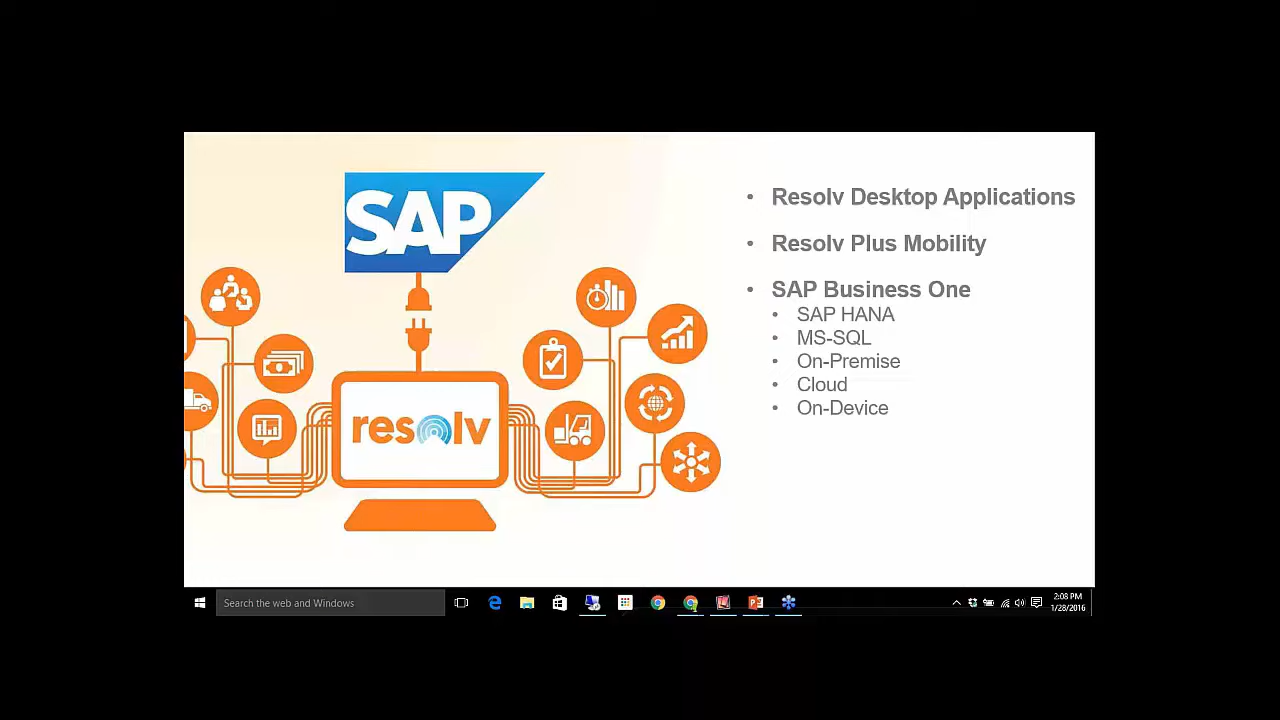 SAP
resolv
• Resolv Desktop Applications
• Resolv Plus Mobility
• SAP Business One
• SAP HANA
• MS-SQL
• On-Premise
• Cloud
• On-Device
Search the web and Windows
2:08 PM
1/28/2016